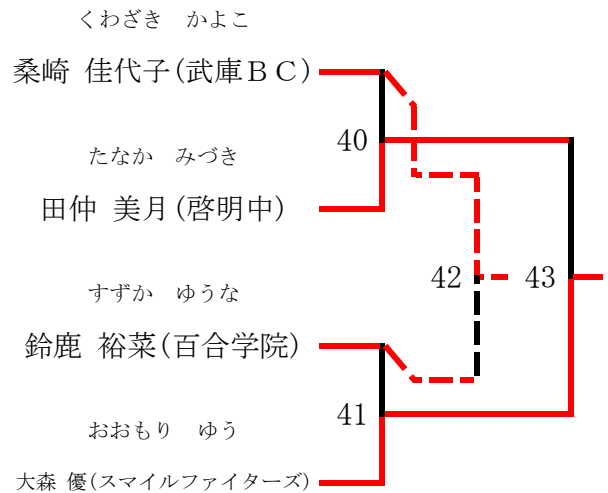 くわざき　かよこ
桑崎 佳代子(武庫ＢＣ)
40
たなか　みづき
田仲 美月(啓明中)
42
43
すずか　ゆうな
鈴鹿 裕菜(百合学院)
41
おおもり　ゆう
大森 優(スマイルファイターズ)